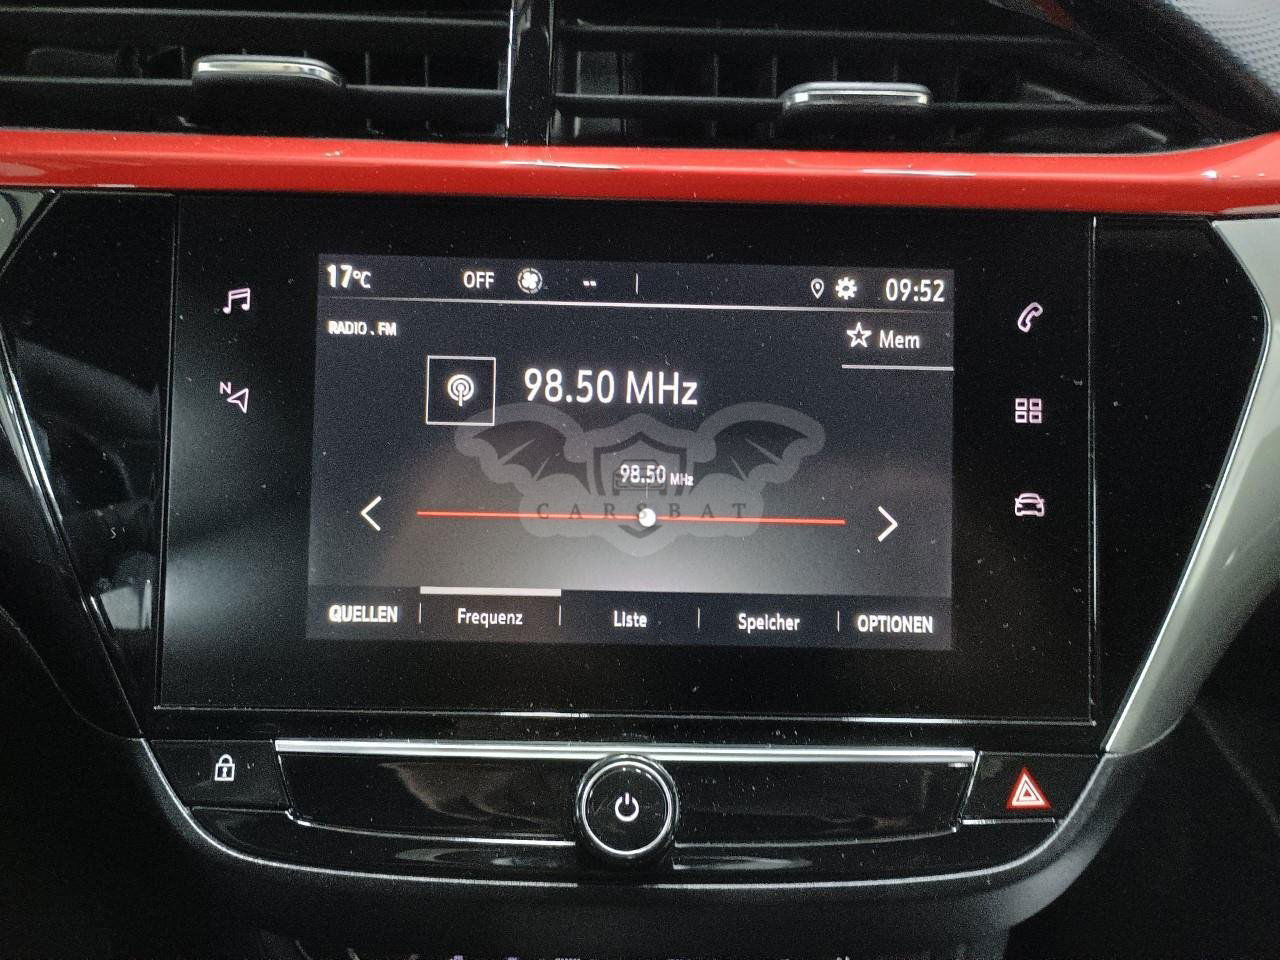 17°C OFF -- 09:52
RADIO . FM
Mem
98.50 MHz
N
98.50 MHz
CARSBAT
QUELLEN Frequenz Liste Speicher OPTIONEN